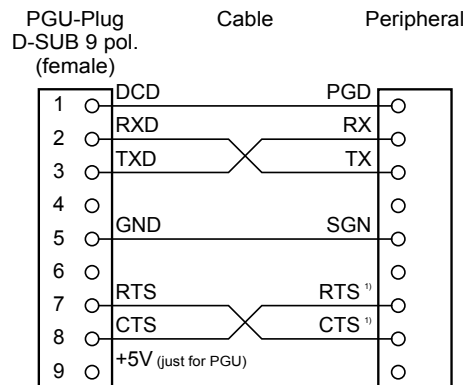 PGU-Plug Cable Peripheral
D-SUB 9 pol.
(female)
1 DCD PGD
2 RXD RX
3 TXD TX
4
5 GND SGN
6
7 RTS RTS 1)
8 CTS CTS 1)
9 +5V (just for PGU)